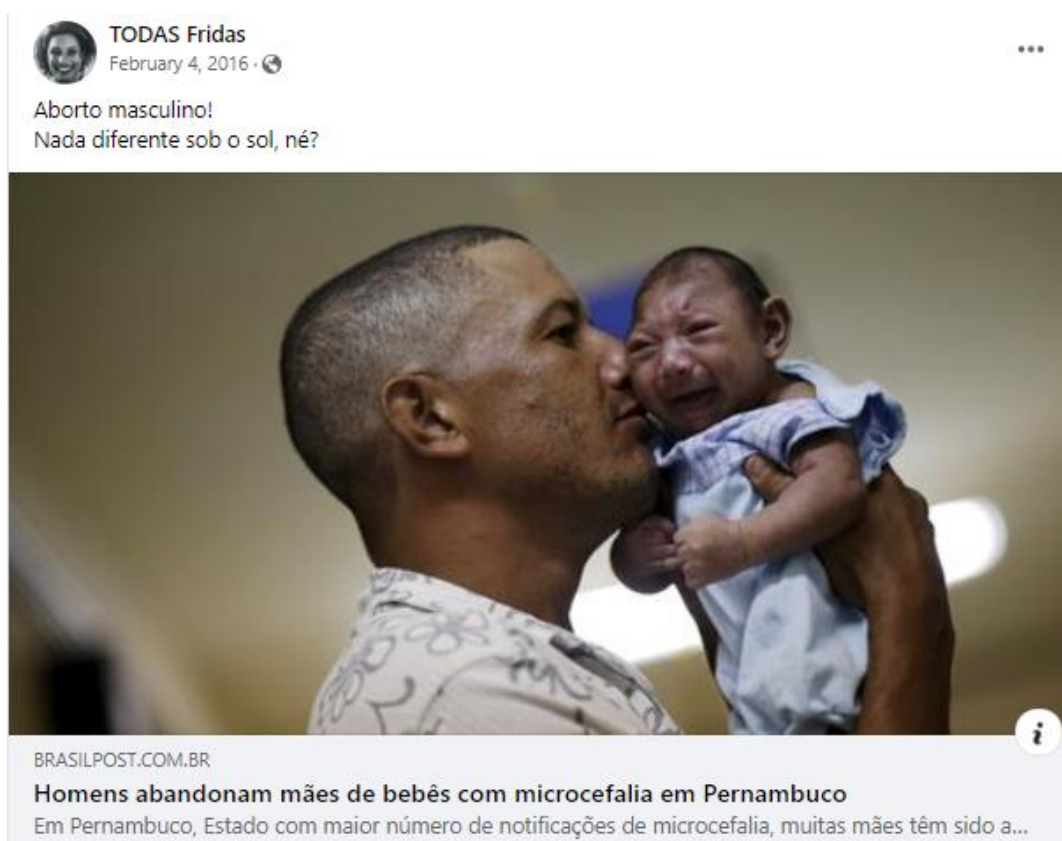 TODAS Fridas
February 4, 2016 ·
Aborto masculino!
Nada diferente sob o sol, né?
i
BRASILPOST.COM.BR
Homens abandonam mães de bebês com microcefalia em Pernambuco
Em Pernambuco, Estado com maior número de notificações de microcefalia, muitas mães têm sido a...